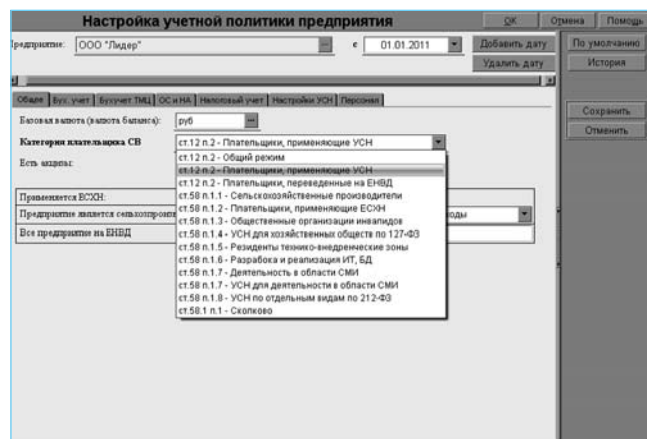 Настройка учетной политики предприятия
ОК
Отмена
Помощь
Предприятие: ООО "Лидер" ... с 01.01.2011
Добавить дату
По умолчанию
Удалить дату
История
Общие Бух. учет Бухучет ТМЦ ОС и НА Налоговый учет Настройки УСН Персонал
Сохранить
Базовая валюта (валюта баланса): руб ...
Отменить
Категория плательщика СВ ст.12 п.2 - Плательщики, применяющие УСН
Есть акцизы:
ст.12 п.2 - Общий режим
ст.12 п.2 - Плательщики, применяющие УСН
ст.12 п.2 - Плательщики, переведенные на ЕНВД
ст.58 п.1.1 - Сельскохозяйственные производители
Применяется ЕСХН:
ст.58 п.1.2 - Плательщики, применяющие ЕСХН
Предприятие является сельхозпроизв
ст.58 п.1.3 - Общественные организации инвалидов
оды
Все предприятие на ЕНВД
ст.58 п.1.4 - УСН для хозяйственных обществ по 127-ФЗ
ст.58 п.1.5 - Резиденты технико-внедренческие зоны
ст.58 п.1.6 - Разработка и реализация ИТ, БД
ст.58 п.1.7 - Деятельность в области СМИ
ст.58 п.1.7 - УСН для деятельности в области СМИ
ст.58 п.1.8 - УСН по отдельным видам по 212-ФЗ
ст.58.1 п.1 - Сколково